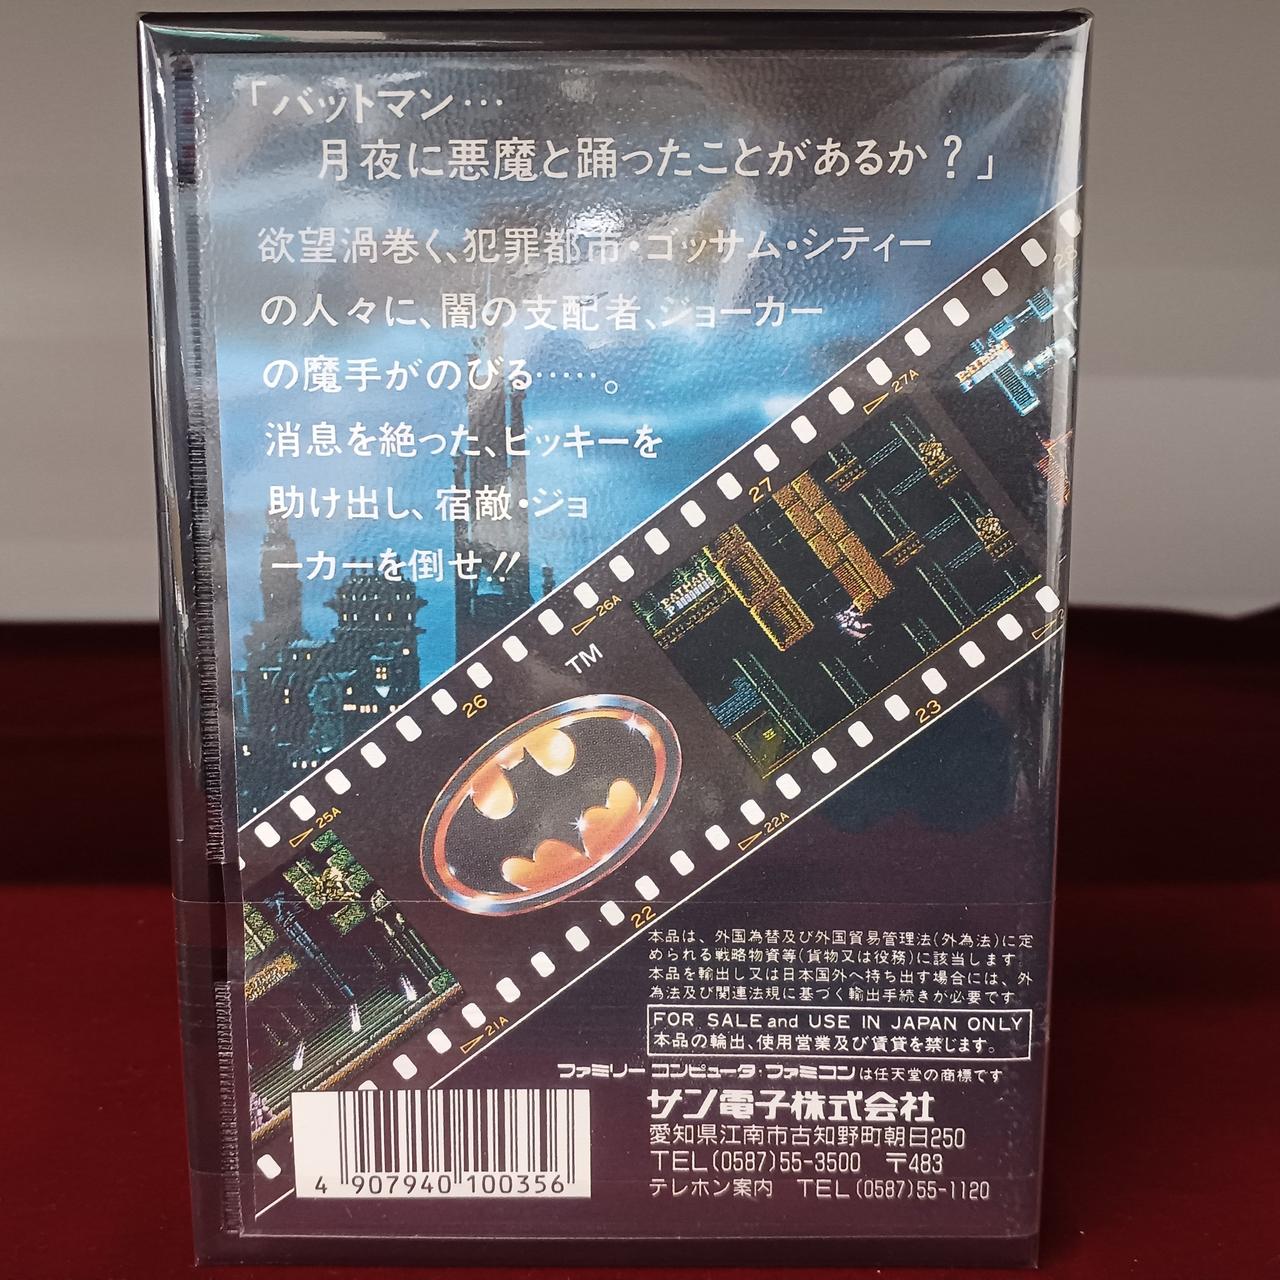 「バットマン…
月夜に悪魔と踊ったことがあるか？」
欲望渦巻く、犯罪都市・ゴッサム・シティー
の人々に、闇の支配者、ジョーカー
の魔手がのびる……。
消息を絶った、ビッキーを
助け出し、宿敵・ジョ
ーカーを倒せ!!
28
27A
27
BATMAN
BATMAN
26A
TM
26
25A
23
22A
22
21A
本品は、外国為替及び外国貿易管理法(外為法)に定
められる戦略物資等(貨物又は役務)に該当します
本品を輸出し又は日本国外へ持ち出す場合には、外
為法及び関連法規に基づく輸出手続きが必要です
FOR SALE and USE IN JAPAN ONLY
本品の輸出、使用営業及び賃貸を禁じます。
ファミリーコンピュータ・ファミコンは任天堂の商標です
サン電子株式会社
愛知県江南市古知野町朝日250
TEL(0587)55-3500 〒483
テレホン案内 TEL(0587)55-1120
4 907940 100356